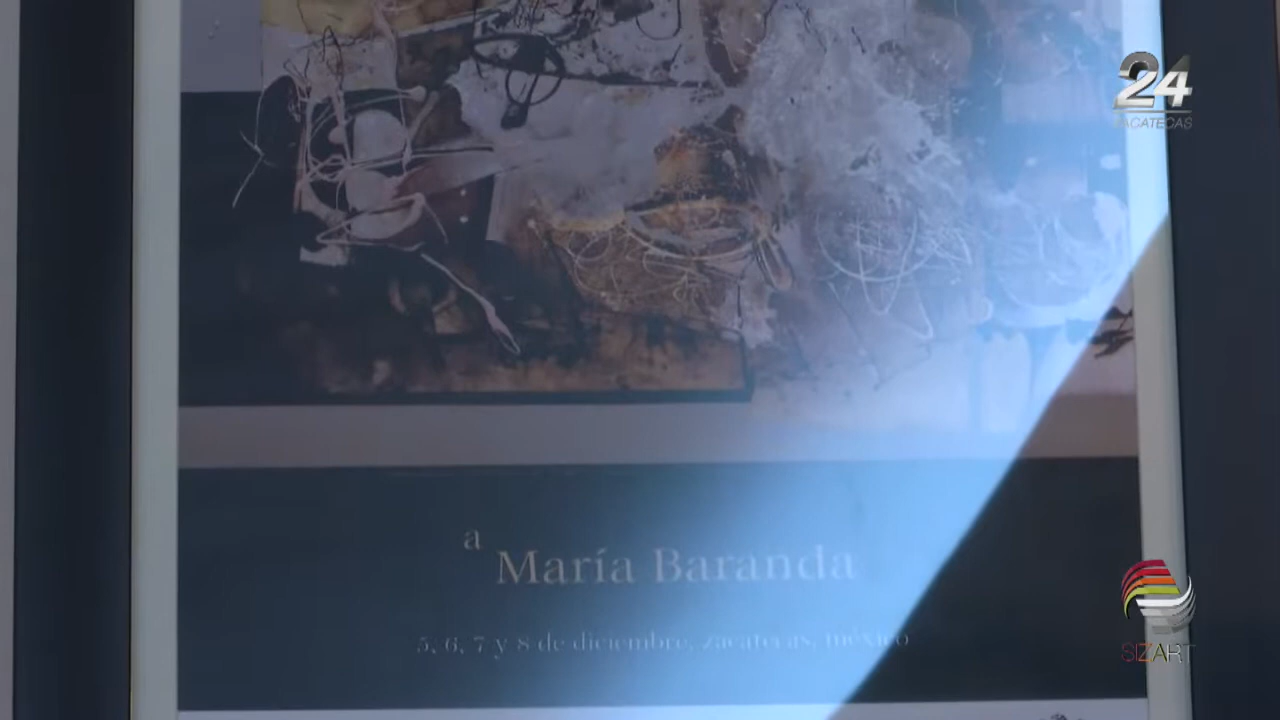 24
ZACATECAS
a
María Baranda
5, 6, 7 y 8 de diciembre, zacatecas, méxico
SIZART